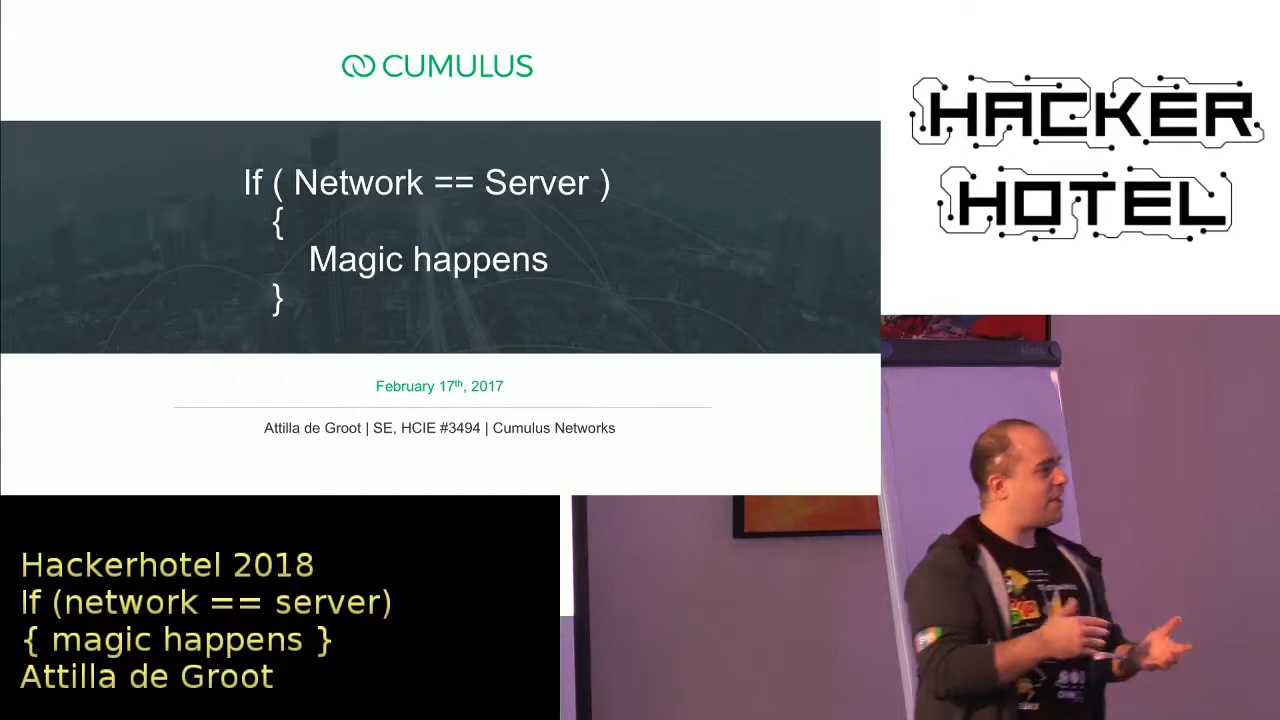 CUMULUS
If ( Network == Server )
{
Magic happens
}
February 17th, 2017
Attilla de Groot | SE, HCIE #3494 | Cumulus Networks
HACKER
HOTEL
Hackerhotel 2018
If (network == server)
{ magic happens }
Attilla de Groot